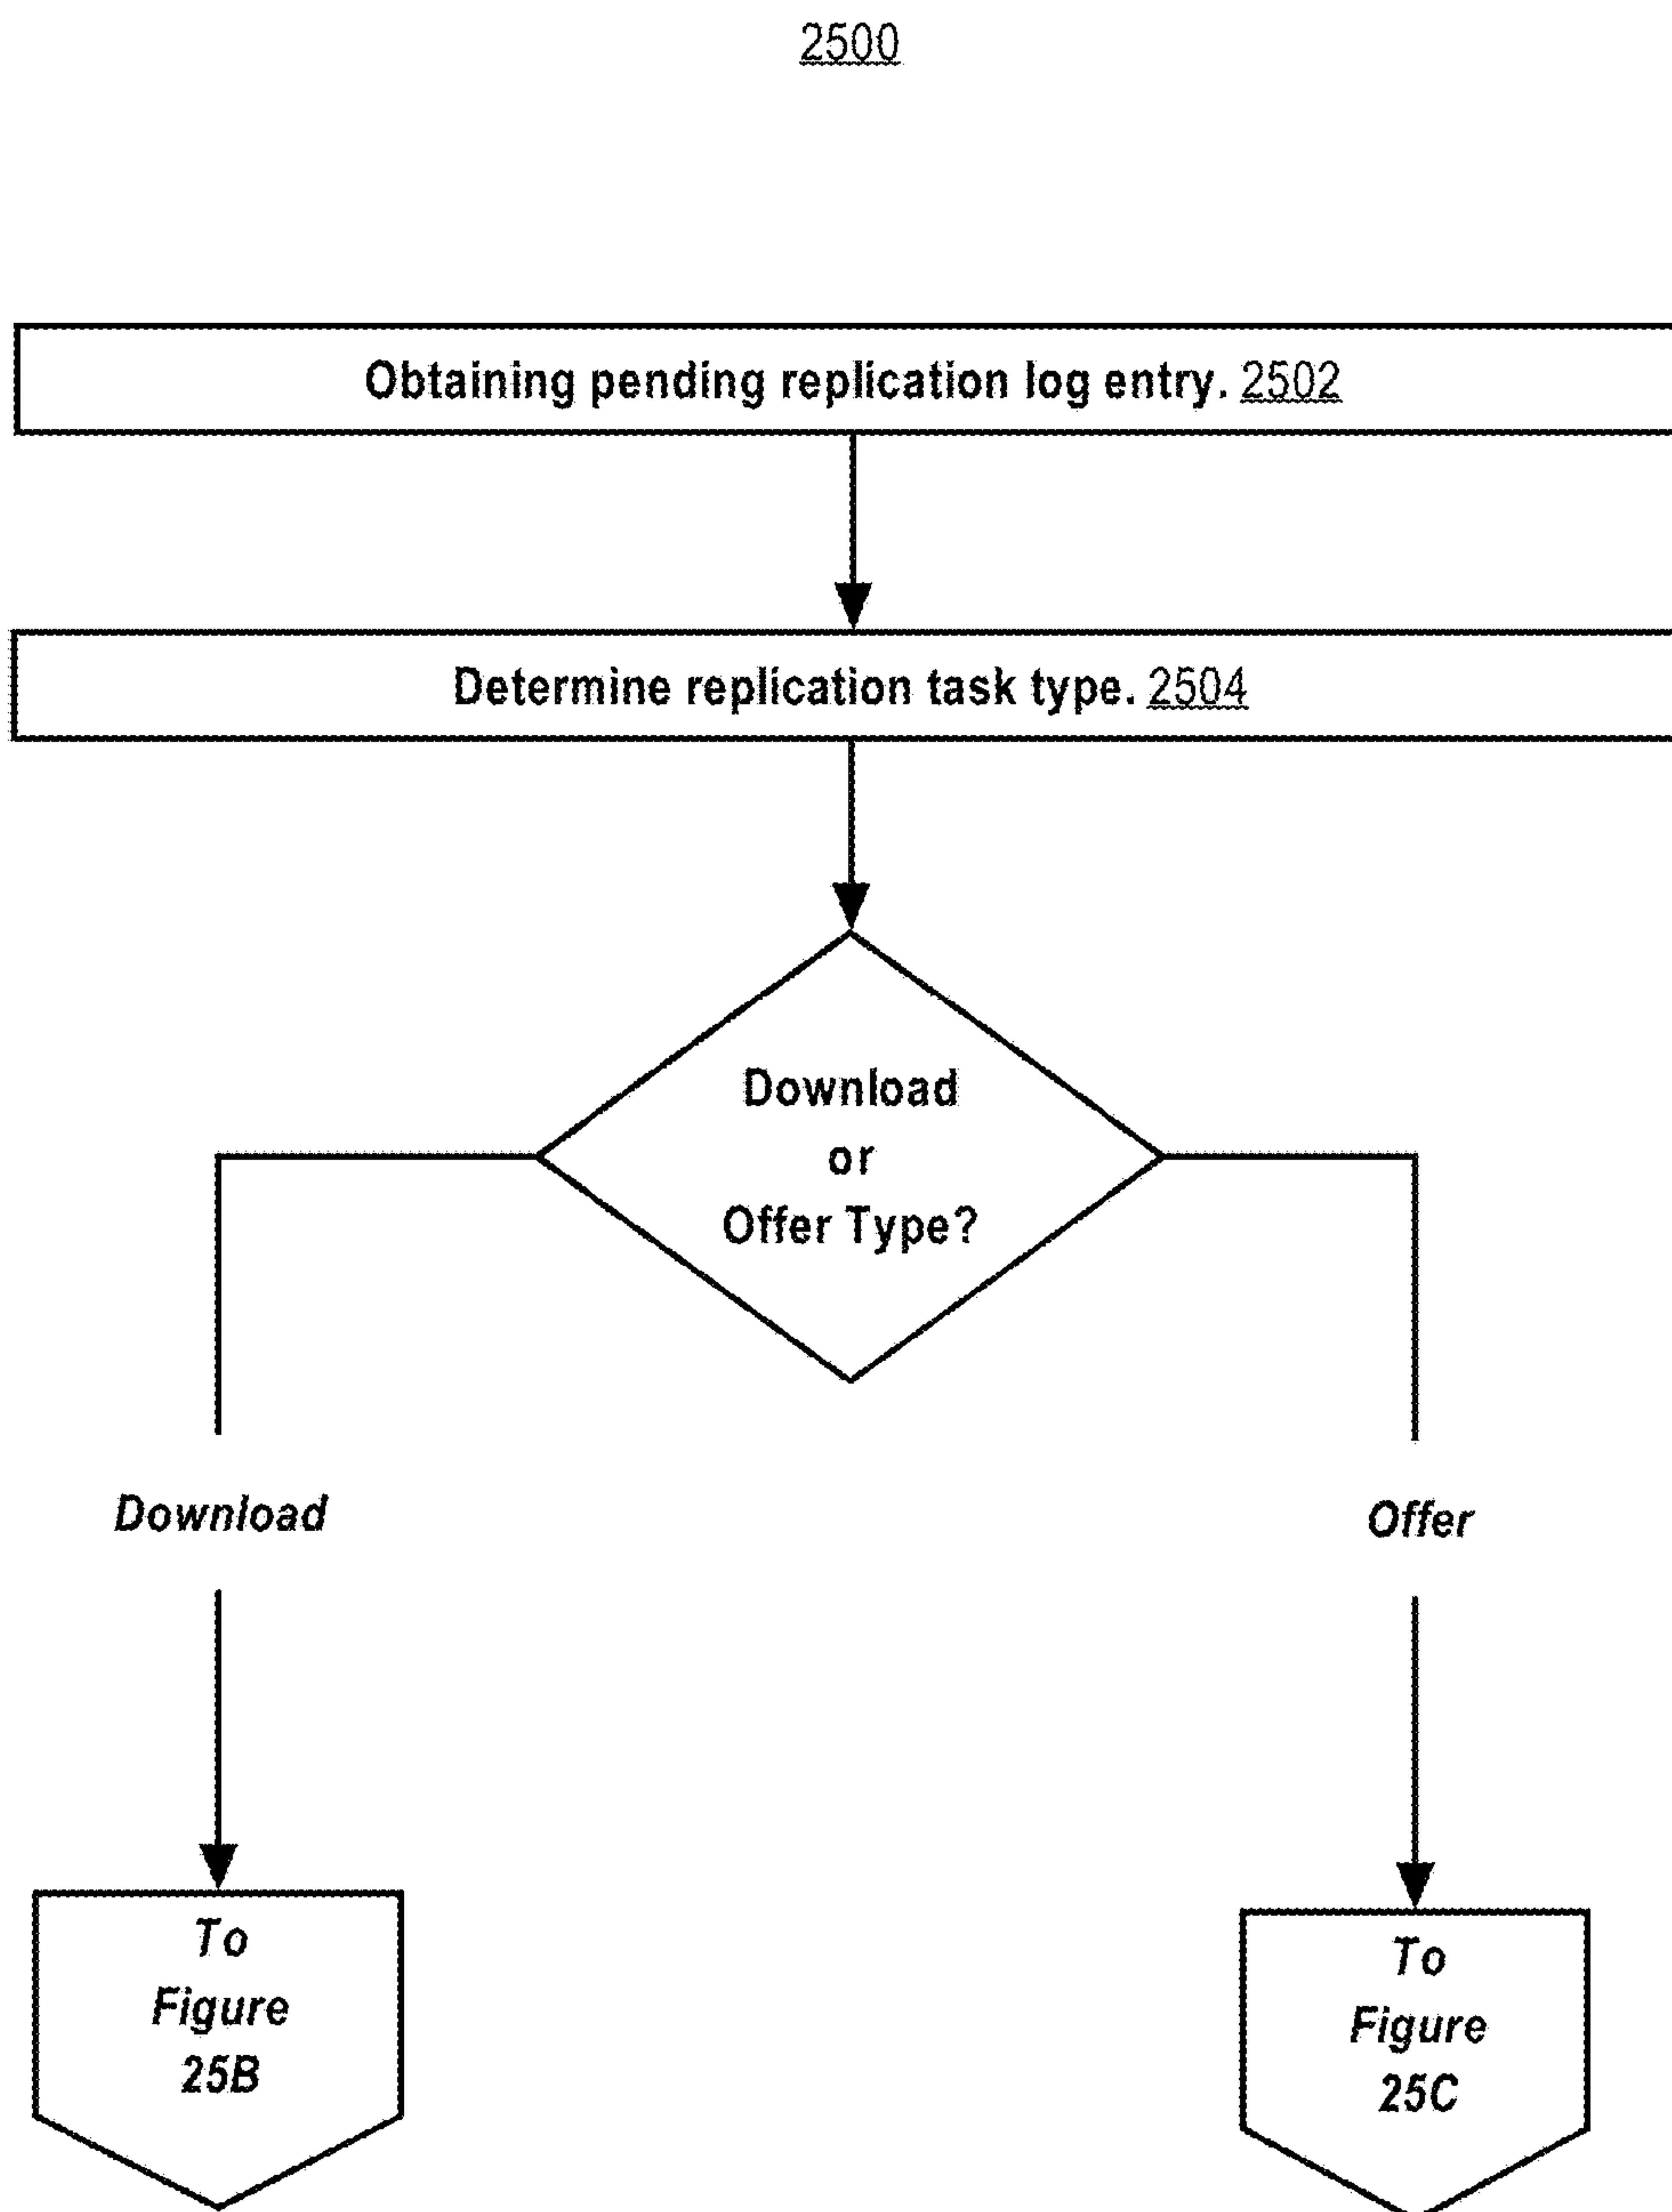 2500
Obtaining pending replication log entry. 2502
Determine replication task type. 2504
Download
or
Offer Type?
Download
Offer
To
Figure
25B
To
Figure
25C